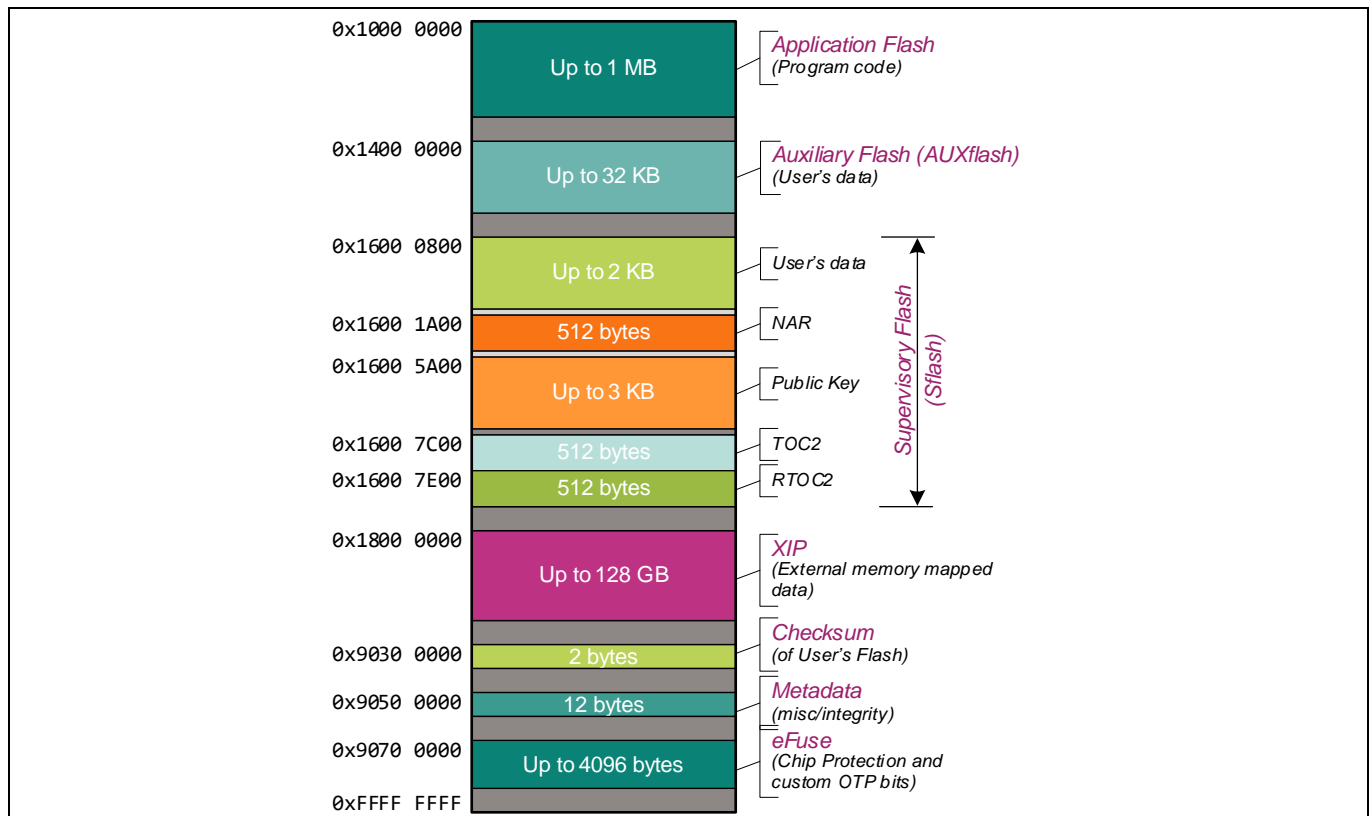 0x1000 0000
Up to 1 MB
Application Flash
(Program code)
0x1400 0000
Up to 32 KB
Auxiliary Flash (AUXflash)
(User's data)
0x1600 0800
Up to 2 KB
User's data
0x1600 1A00
512 bytes
NAR
0x1600 5A00
Up to 3 KB
Public Key
0x1600 7C00
512 bytes
TOC2
0x1600 7E00
512 bytes
RTOC2
Supervisory Flash
(Sflash)
0x1800 0000
Up to 128 GB
XIP
(External memory mapped
data)
0x9030 0000
2 bytes
Checksum
(of User's Flash)
0x9050 0000
12 bytes
Metadata
(misc/integrity)
0x9070 0000
Up to 4096 bytes
eFuse
(Chip Protection and
custom OTP bits)
0xFFFF FFFF